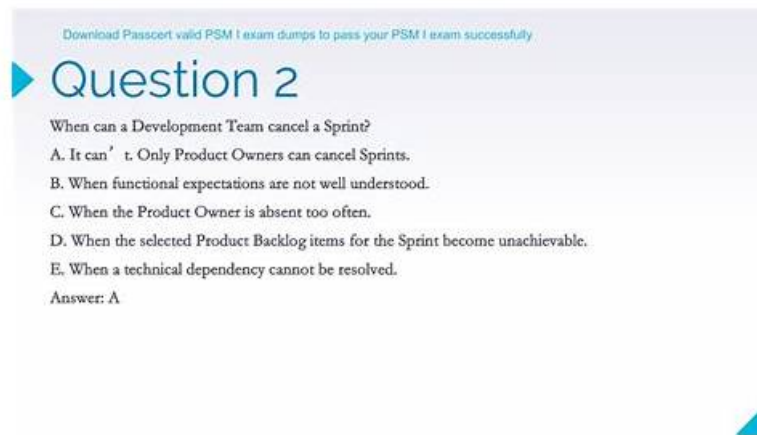 Download Passcert valid PSM I exam dumps to pass your PSM I exam successfully
Question 2
When can a Development Team cancel a Sprint?
A. It can’ t. Only Product Owners can cancel Sprints.
B. When functional expectations are not well understood.
C. When the Product Owner is absent too often.
D. When the selected Product Backlog items for the Sprint become unachievable.
E. When a technical dependency cannot be resolved.
Answer: A